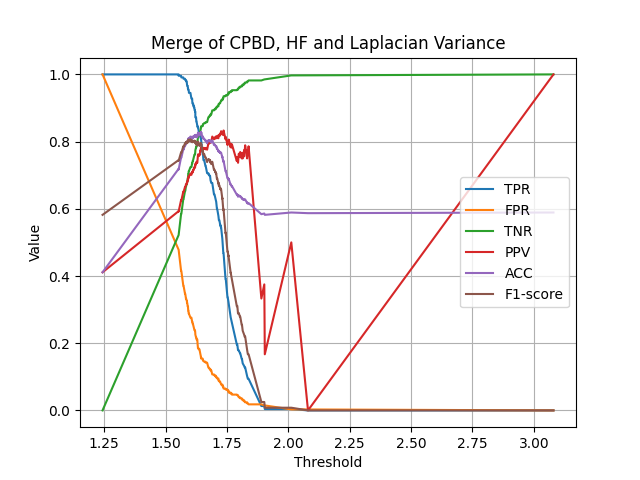 Merge of CPBD, HF and Laplacian Variance
1.0
0.8
0.6
0.4
0.2
0.0
Value
TPR
FPR
TNR
PPV
ACC
F1-score
1.25 1.50 1.75 2.00 2.25 2.50 2.75 3.00
Threshold